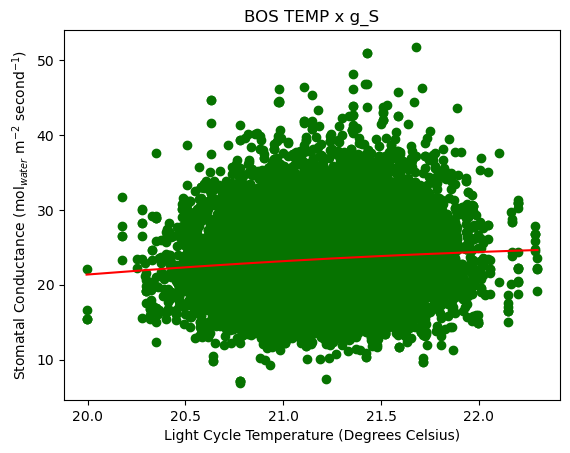 BOS TEMP x g_S
Stomatal Conductance (mol_water m⁻² second⁻¹)
50
40
30
20
10
20.0 20.5 21.0 21.5 22.0
Light Cycle Temperature (Degrees Celsius)